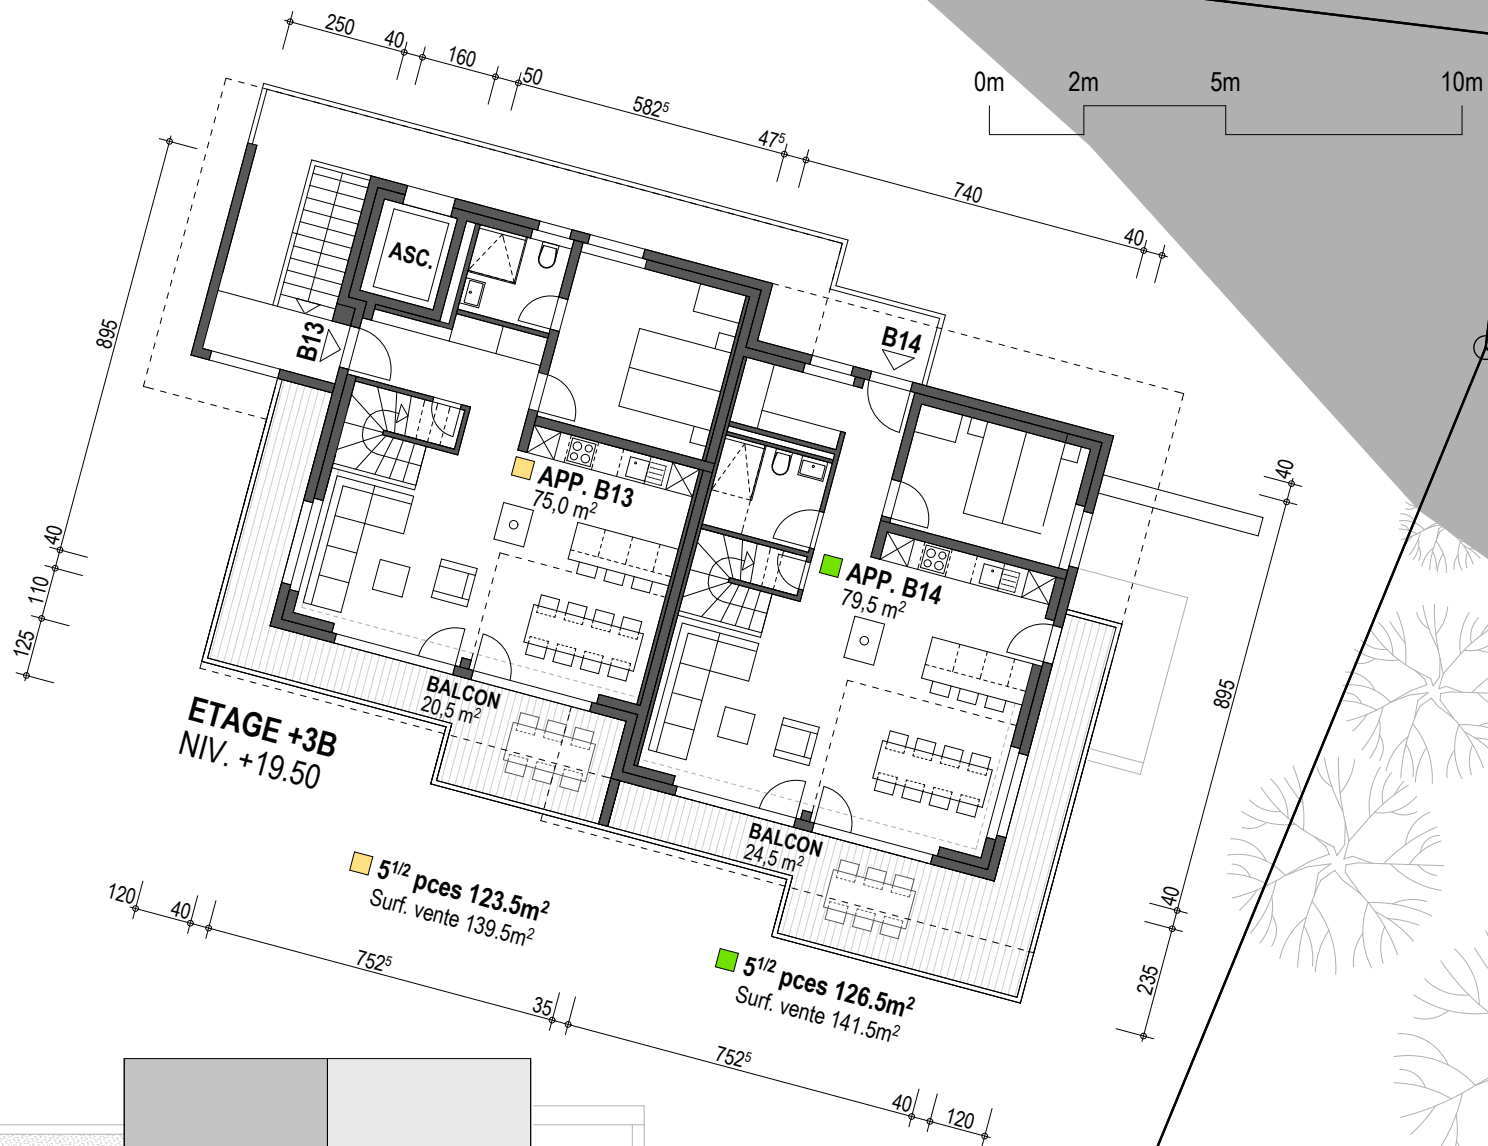 250
40
160
50
582⁵
47⁵
740
40
0m 2m 5m 10m
895
40
110
125
ASC.
B13
B14
APP. B13
75,0 m²
APP. B14
79,5 m²
BALCON
20,5 m²
BALCON
24,5 m²
ETAGE +3B
NIV. +19.50
40
895
40
235
5¹/² pces 123.5m²
Surf. vente 139.5m²
5¹/² pces 126.5m²
Surf. vente 141.5m²
120
40
752⁵
35
752⁵
40
120